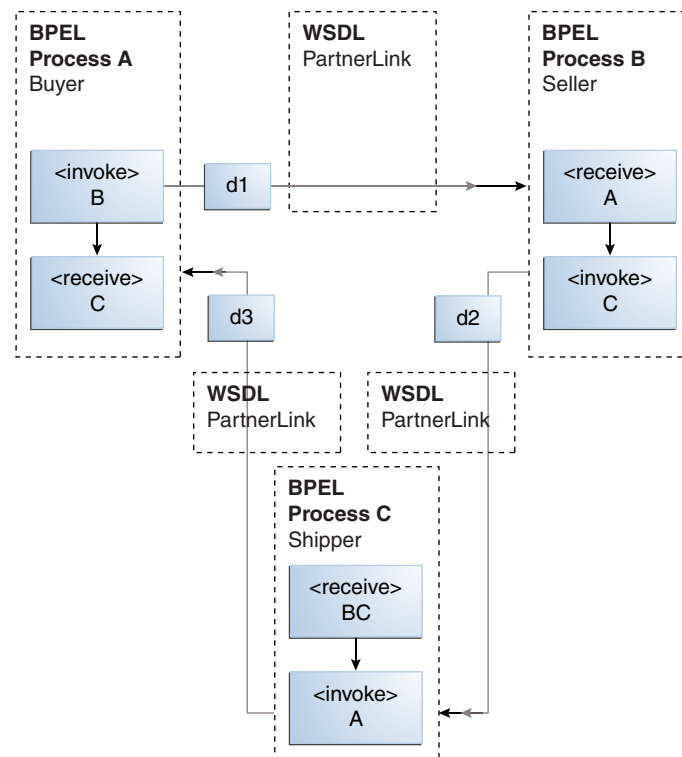 BPEL
Process A
Buyer
<invoke>
B
<receive>
C
d1
WSDL
PartnerLink
BPEL
Process B
Seller
<receive>
A
<invoke>
C
d3
d2
WSDL
PartnerLink
WSDL
PartnerLink
BPEL
Process C
Shipper
<receive>
BC
<invoke>
A